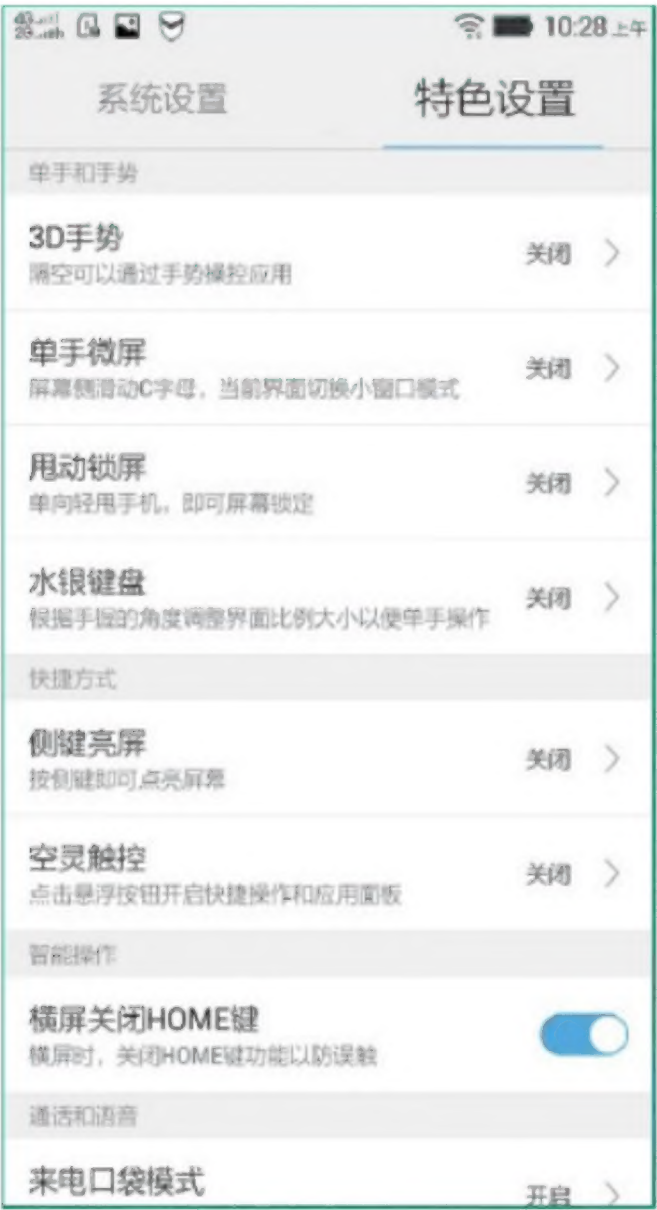 10:28 上午
系统设置
特色设置
单手和手势
3D手势
关闭
隔空可以通过手势操控应用
单手微屏
关闭
屏幕侧滑动C字母，当前界面切换小窗口模式
甩动锁屏
关闭
单向轻甩手机，即可屏幕锁定
水银键盘
关闭
根据手握的角度调整界面比例大小以便单手操作
快捷方式
侧键亮屏
关闭
按侧键即可点亮屏幕
空灵触控
关闭
点击悬浮按钮开启快捷操作和应用面板
智能操作
横屏关闭HOME键
横屏时，关闭HOME键功能以防误触
通话和语音
来电口袋模式
开启